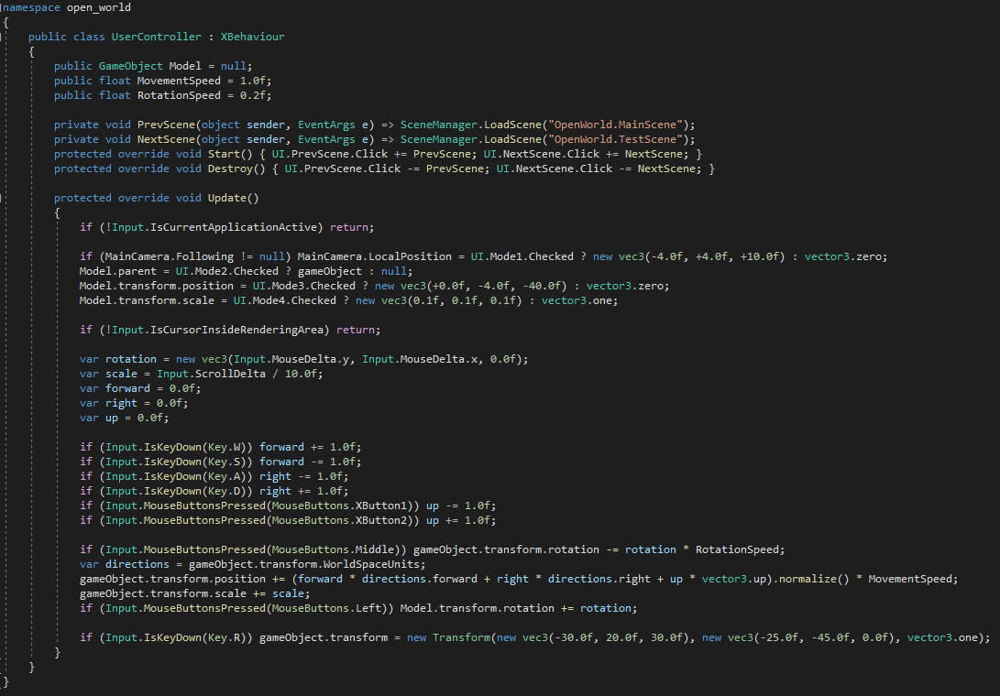 namespace open_world
{
    public class UserController : XBehaviour
    {
        public GameObject Model = null;
        public float MovementSpeed = 1.0f;
        public float RotationSpeed = 0.2f;

        private void PrevScene(object sender, EventArgs e) => SceneManager.LoadScene("OpenWorld.MainScene");
        private void NextScene(object sender, EventArgs e) => SceneManager.LoadScene("OpenWorld.TestScene");
        protected override void Start() { UI.PrevScene.Click += PrevScene; UI.NextScene.Click += NextScene; }
        protected override void Destroy() { UI.PrevScene.Click -= PrevScene; UI.NextScene.Click -= NextScene; }

        protected override void Update()
        {
            if (!Input.IsCurrentApplicationActive) return;

            if (MainCamera.Following != null) MainCamera.LocalPosition = UI.Mode1.Checked ? new vec3(-4.0f, +4.0f, +10.0f) : vector3.zero;
            Model.parent = UI.Mode2.Checked ? gameObject : null;
            Model.transform.position = UI.Mode3.Checked ? new vec3(+0.0f, -4.0f, -40.0f) : vector3.zero;
            Model.transform.scale = UI.Mode4.Checked ? new vec3(0.1f, 0.1f, 0.1f) : vector3.one;

            if (!Input.IsCursorInsideRenderingArea) return;

            var rotation = new vec3(Input.MouseDelta.y, Input.MouseDelta.x, 0.0f);
            var scale = Input.ScrollDelta / 10.0f;
            var forward = 0.0f;
            var right = 0.0f;
            var up = 0.0f;

            if (Input.IsKeyDown(Key.W)) forward += 1.0f;
            if (Input.IsKeyDown(Key.S)) forward -= 1.0f;
            if (Input.IsKeyDown(Key.A)) right -= 1.0f;
            if (Input.IsKeyDown(Key.D)) right += 1.0f;
            if (Input.MouseButtonsPressed(MouseButtons.XButton1)) up -= 1.0f;
            if (Input.MouseButtonsPressed(MouseButtons.XButton2)) up += 1.0f;

            if (Input.MouseButtonsPressed(MouseButtons.Middle)) gameObject.transform.rotation -= rotation * RotationSpeed;
            var directions = gameObject.transform.WorldSpaceUnits;
            gameObject.transform.position += (forward * directions.forward + right * directions.right + up * vector3.up).normalize() * MovementSpeed;
            gameObject.transform.scale += scale;
            if (Input.MouseButtonsPressed(MouseButtons.Left)) Model.transform.rotation += rotation;

            if (Input.IsKeyDown(Key.R)) gameObject.transform = new Transform(new vec3(-30.0f, 20.0f, 30.0f), new vec3(-25.0f, -45.0f, 0.0f), vector3.one);
        }
    }
}